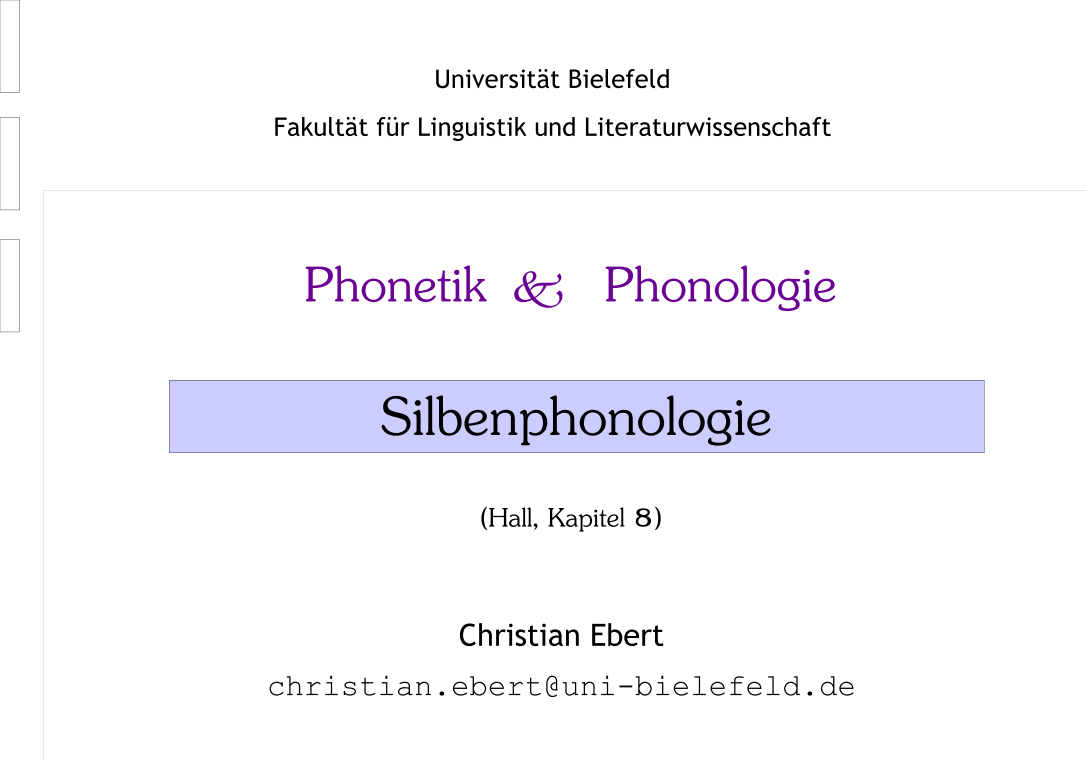 Universität Bielefeld
Fakultät für Linguistik und Literaturwissenschaft
Phonetik & Phonologie
Silbenphonologie
(Hall, Kapitel 8)
Christian Ebert
christian.ebert@uni-bielefeld.de